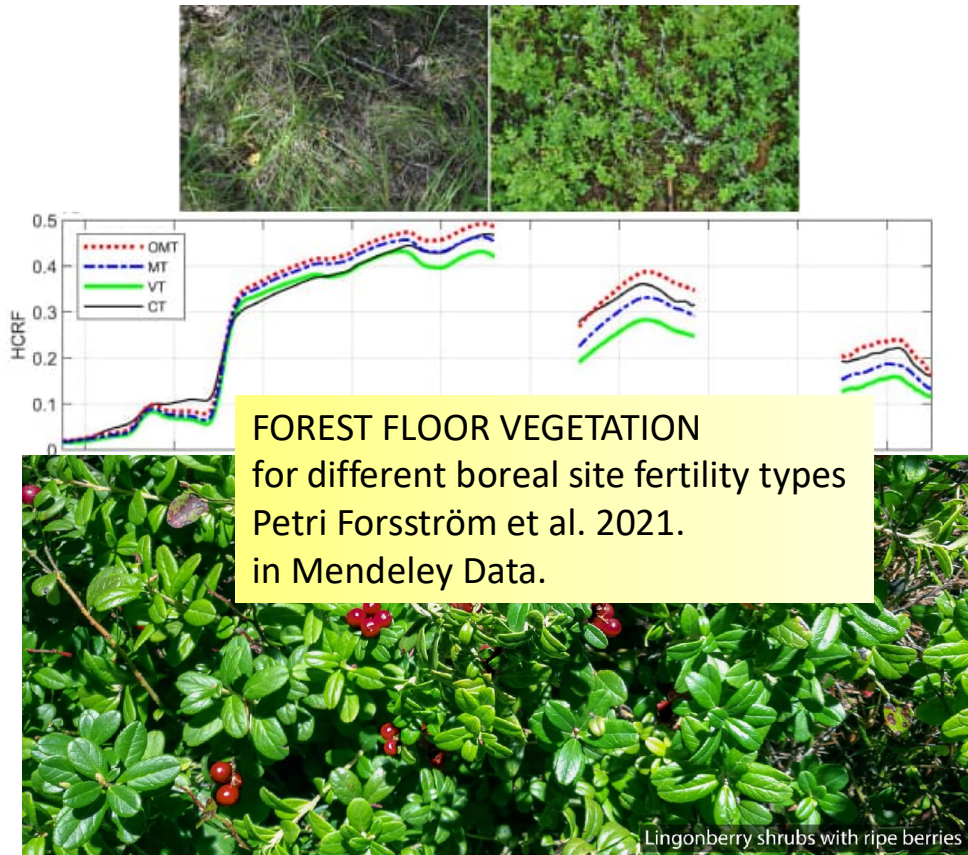 0.5
0.4
0.3
0.2
0.1
0
HCRF
OMT
MT
VT
CT
FOREST FLOOR VEGETATION
for different boreal site fertility types
Petri Forsström et al. 2021.
in Mendeley Data.
Lingonberry shrubs with ripe berries